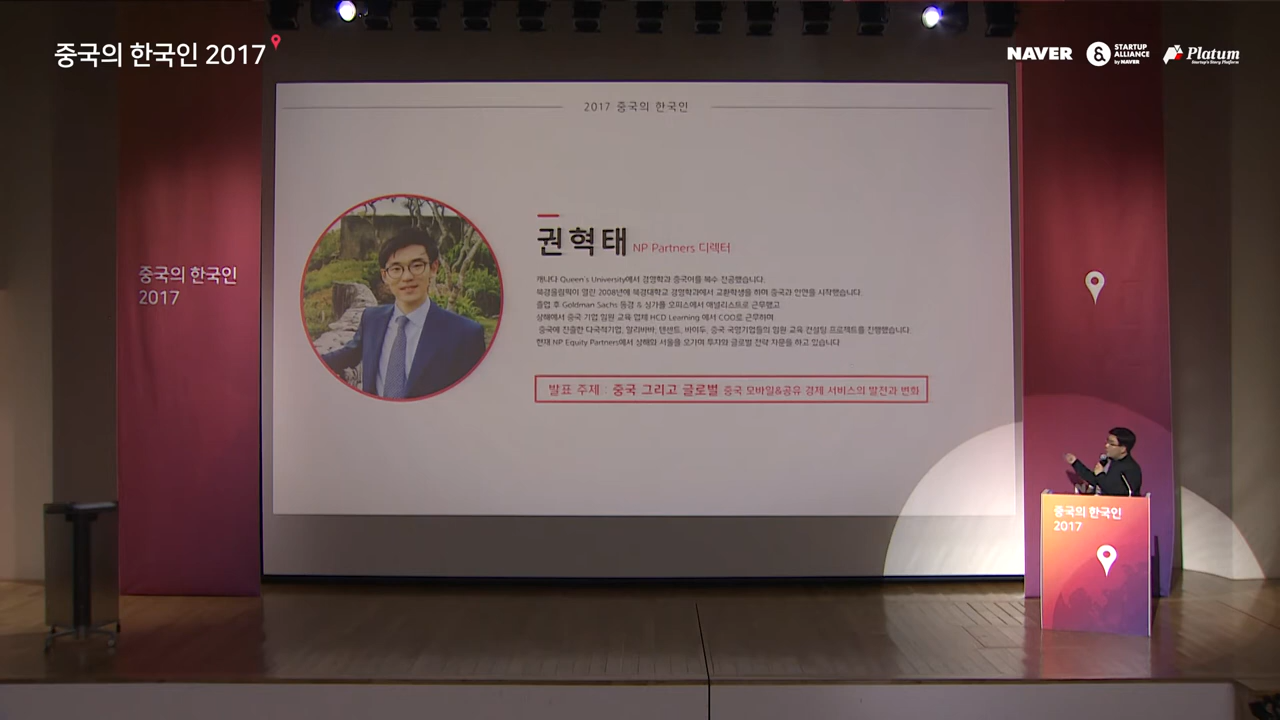 중국의 한국인 2017
NAVER
& STARTUP ALLIANCE by NAVER
Platum
Startup's Story Platform
2017 중국의 한국인
권혁태 NP Partners 디렉터
캐나다 Queen's University에서 경영학과 중국어를 복수 전공했습니다.
북경올림픽이 열린 2008년에 북경대학교 경영학과에서 교환학생을 하며 중국과 인연을 시작했습니다.
졸업 후 Goldman Sachs 동경 & 싱가폴 오피스에서 애널리스트로 근무했고
상해에서 중국 기업 임원 교육 업체 HCD Learning 에서 COO로 근무하며
중국에 진출한 다국적기업, 알리바바, 텐센트, 바이두, 중국 국영기업들의 임원 교육 컨설팅 프로젝트를 진행했습니다.
현재 NP Equity Partners에서 상해와 서울을 오가며 투자와 글로벌 전략 자문을 하고 있습니다
발표 주제 : 중국 그리고 글로벌 중국 모바일&공유 경제 서비스의 발전과 변화
중국의 한국인
2017
중국의 한국인
2017